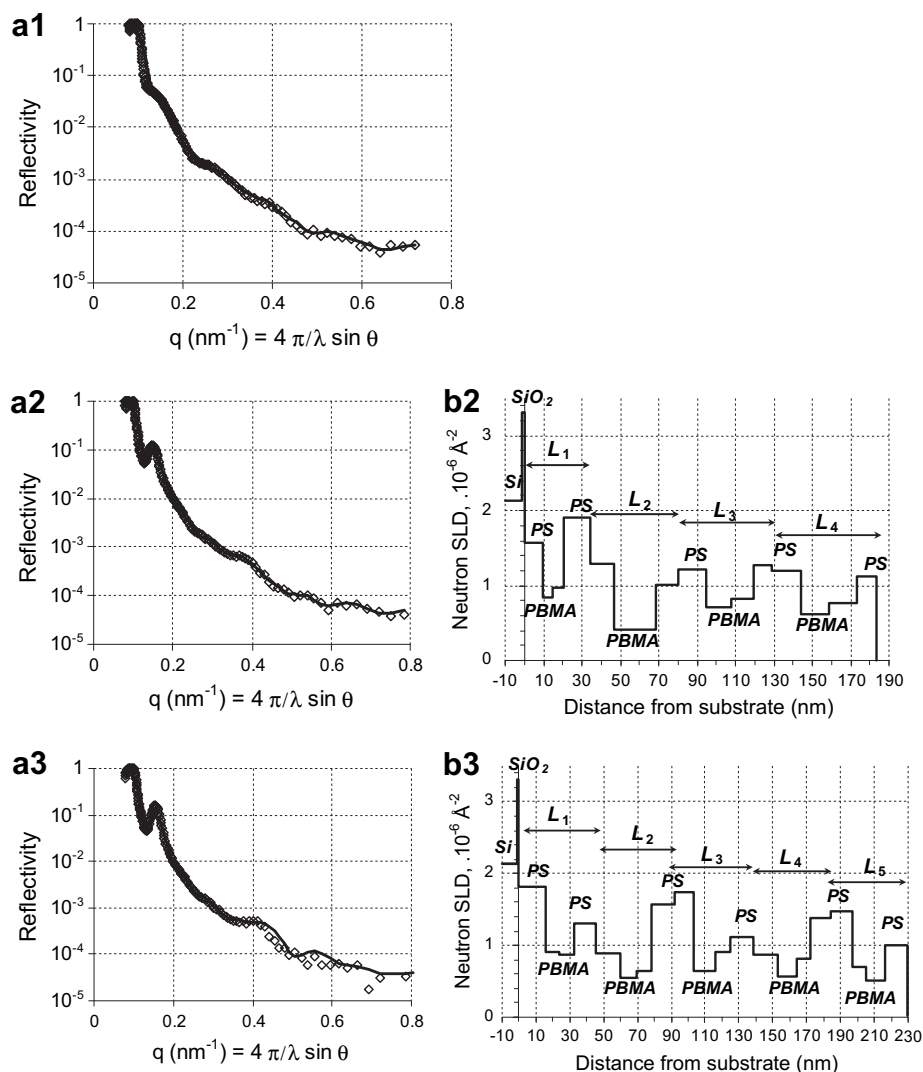 a1
Reflectivity
1
10⁻¹
10⁻²
10⁻³
10⁻⁴
10⁻⁵
0 0.2 0.4 0.6 0.8
q (nm⁻¹) = 4 π/λ sin θ
a2
Reflectivity
1
10⁻¹
10⁻²
10⁻³
10⁻⁴
10⁻⁵
0 0.2 0.4 0.6 0.8
q (nm⁻¹) = 4 π/λ sin θ
b2
Neutron SLD, .10⁻⁶ Å⁻²
3
2
1
0
SiO₂
Si
L₁
L₂
L₃
L₄
PS
PS
PS
PS
PS
PBMA
PBMA
PBMA
PBMA
-10 10 30 50 70 90 110 130 150 170 190
Distance from substrate (nm)
a3
Reflectivity
1
10⁻¹
10⁻²
10⁻³
10⁻⁴
10⁻⁵
0 0.2 0.4 0.6 0.8
q (nm⁻¹) = 4 π/λ sin θ
b3
Neutron SLD, .10⁻⁶ Å⁻²
3
2
1
0
SiO₂
Si
L₁
L₂
L₃
L₄
L₅
PS
PS
PS
PS
PS
PS
PBMA
PBMA
PBMA
PBMA
PBMA
-10 10 30 50 70 90 110 130 150 170 190 210 230
Distance from substrate (nm)